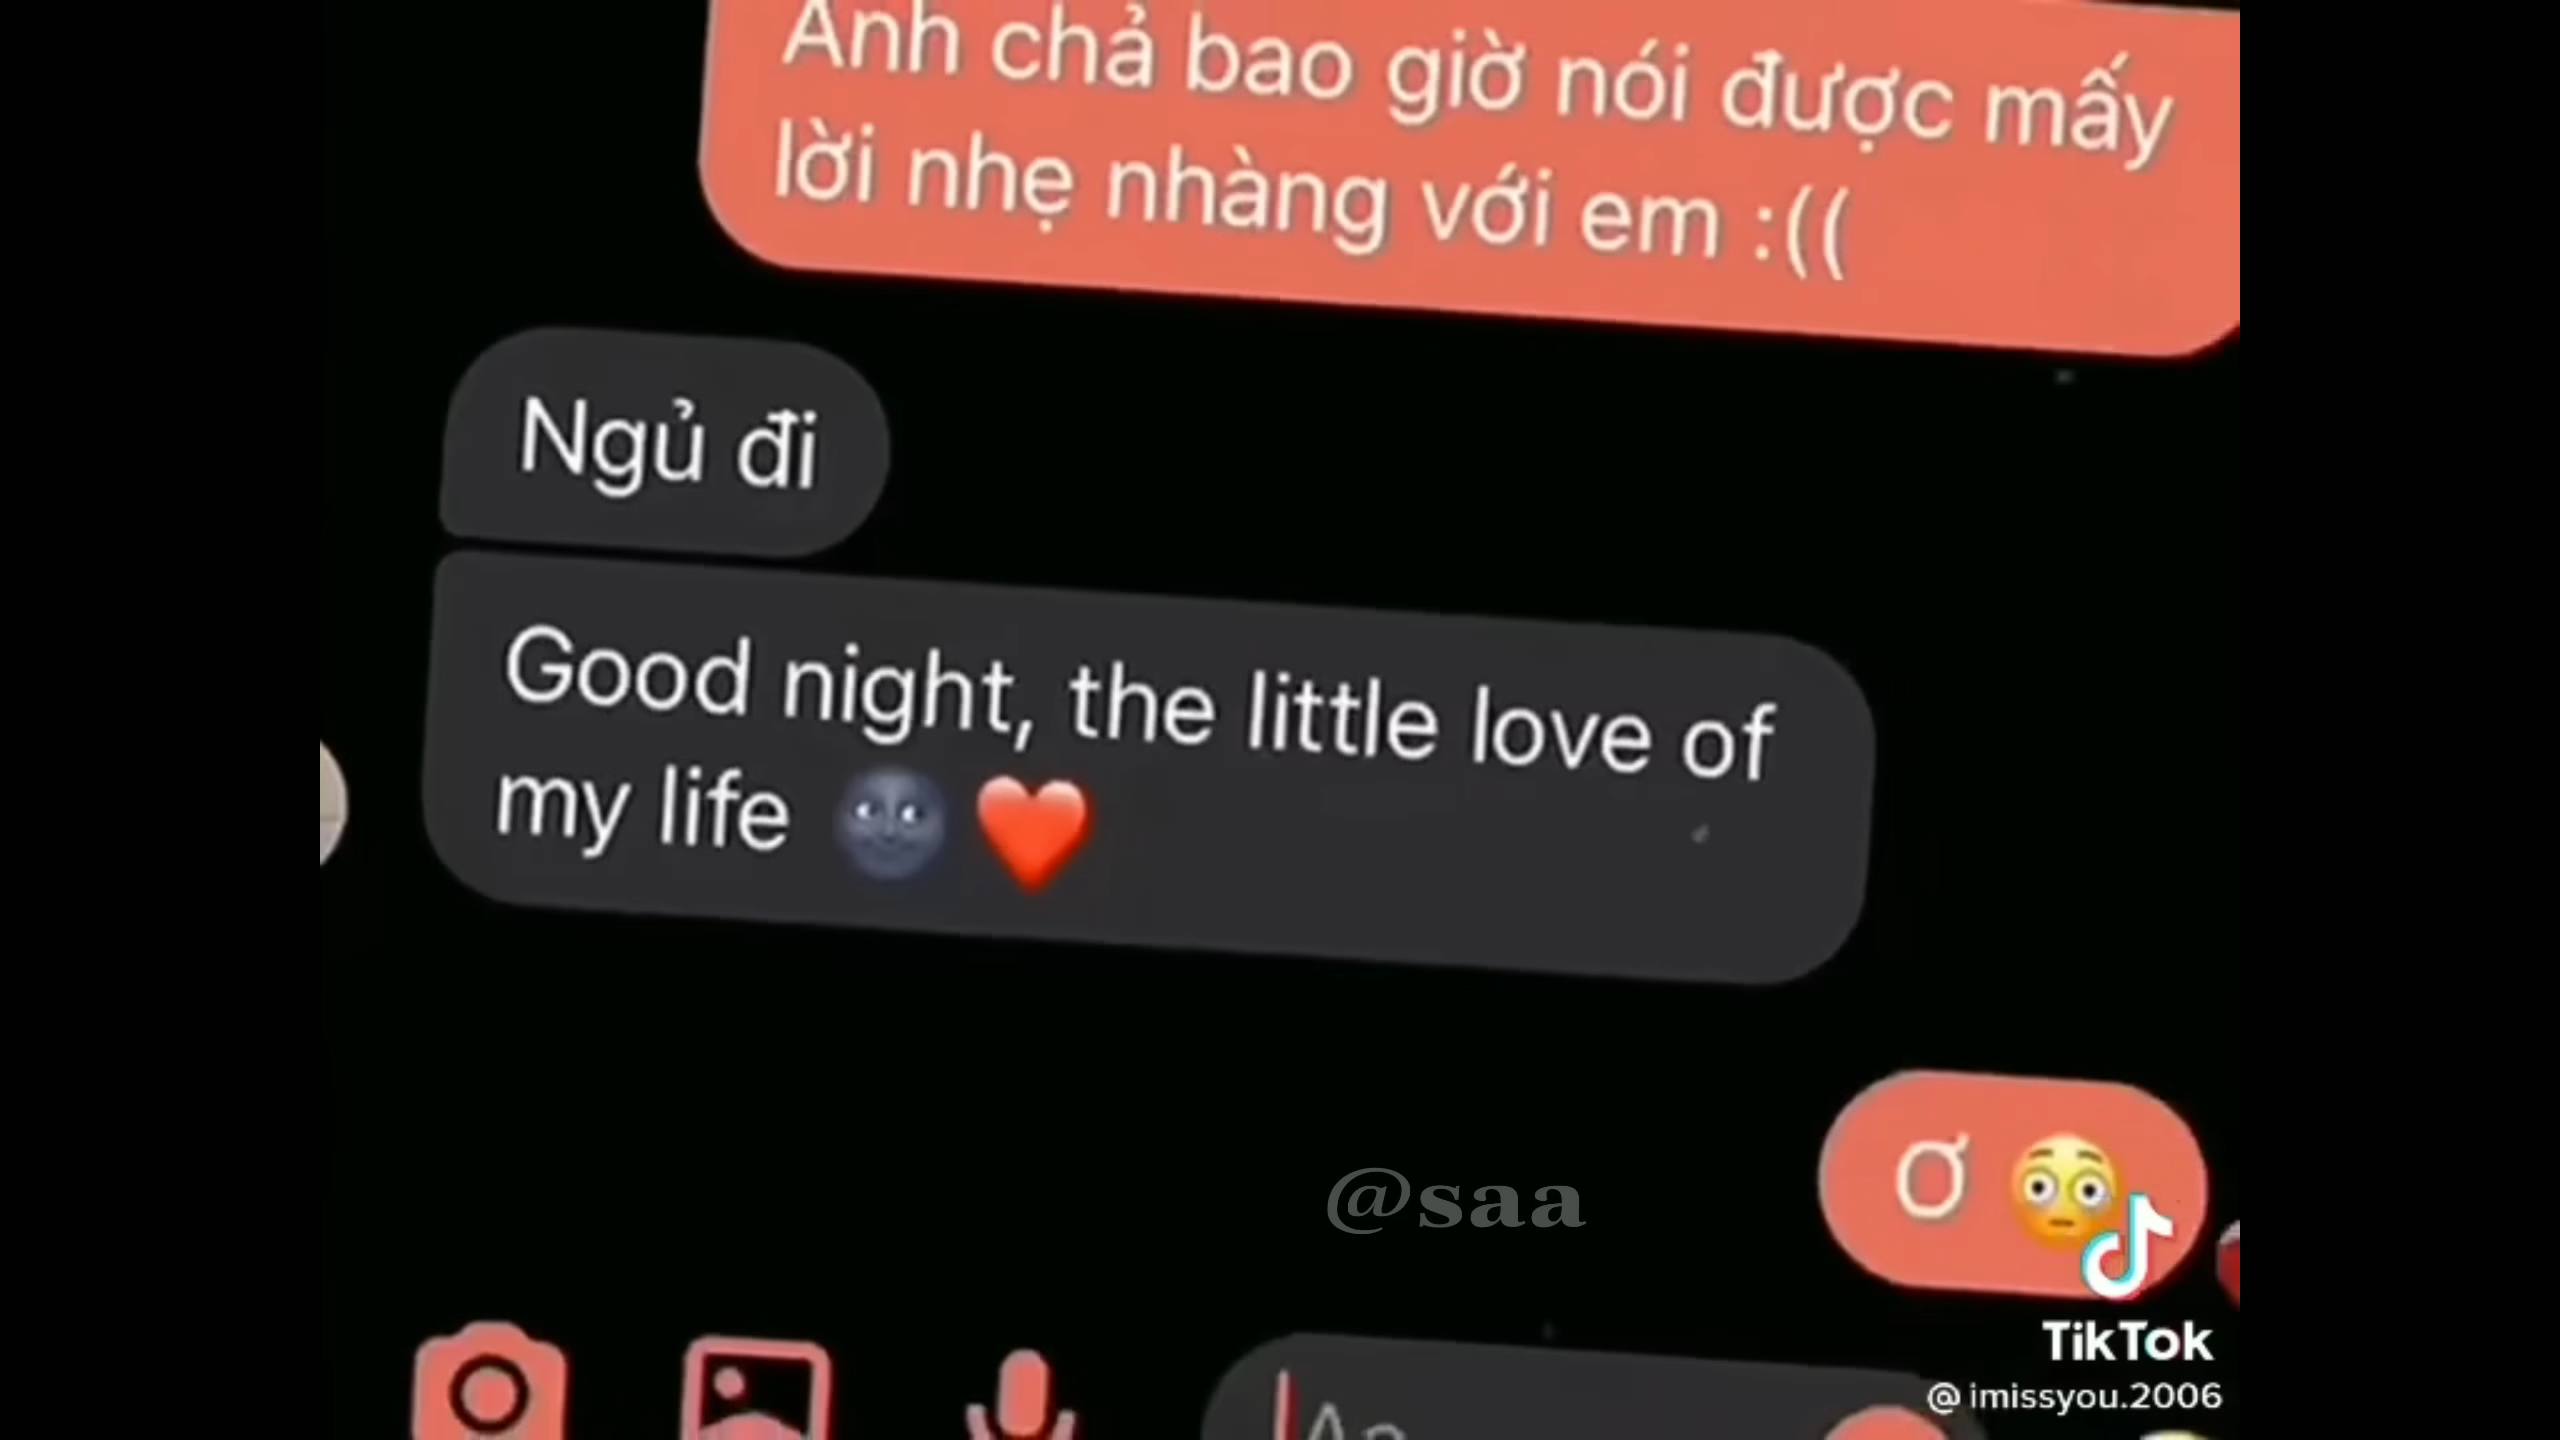 Anh chả bao giờ nói được mấy
lời nhẹ nhàng với em :((
Ngủ đi
Good night, the little love of
my life 🌚 ❤️
Ơ 😳
@saa
Aa
TikTok
@imissyou.2006